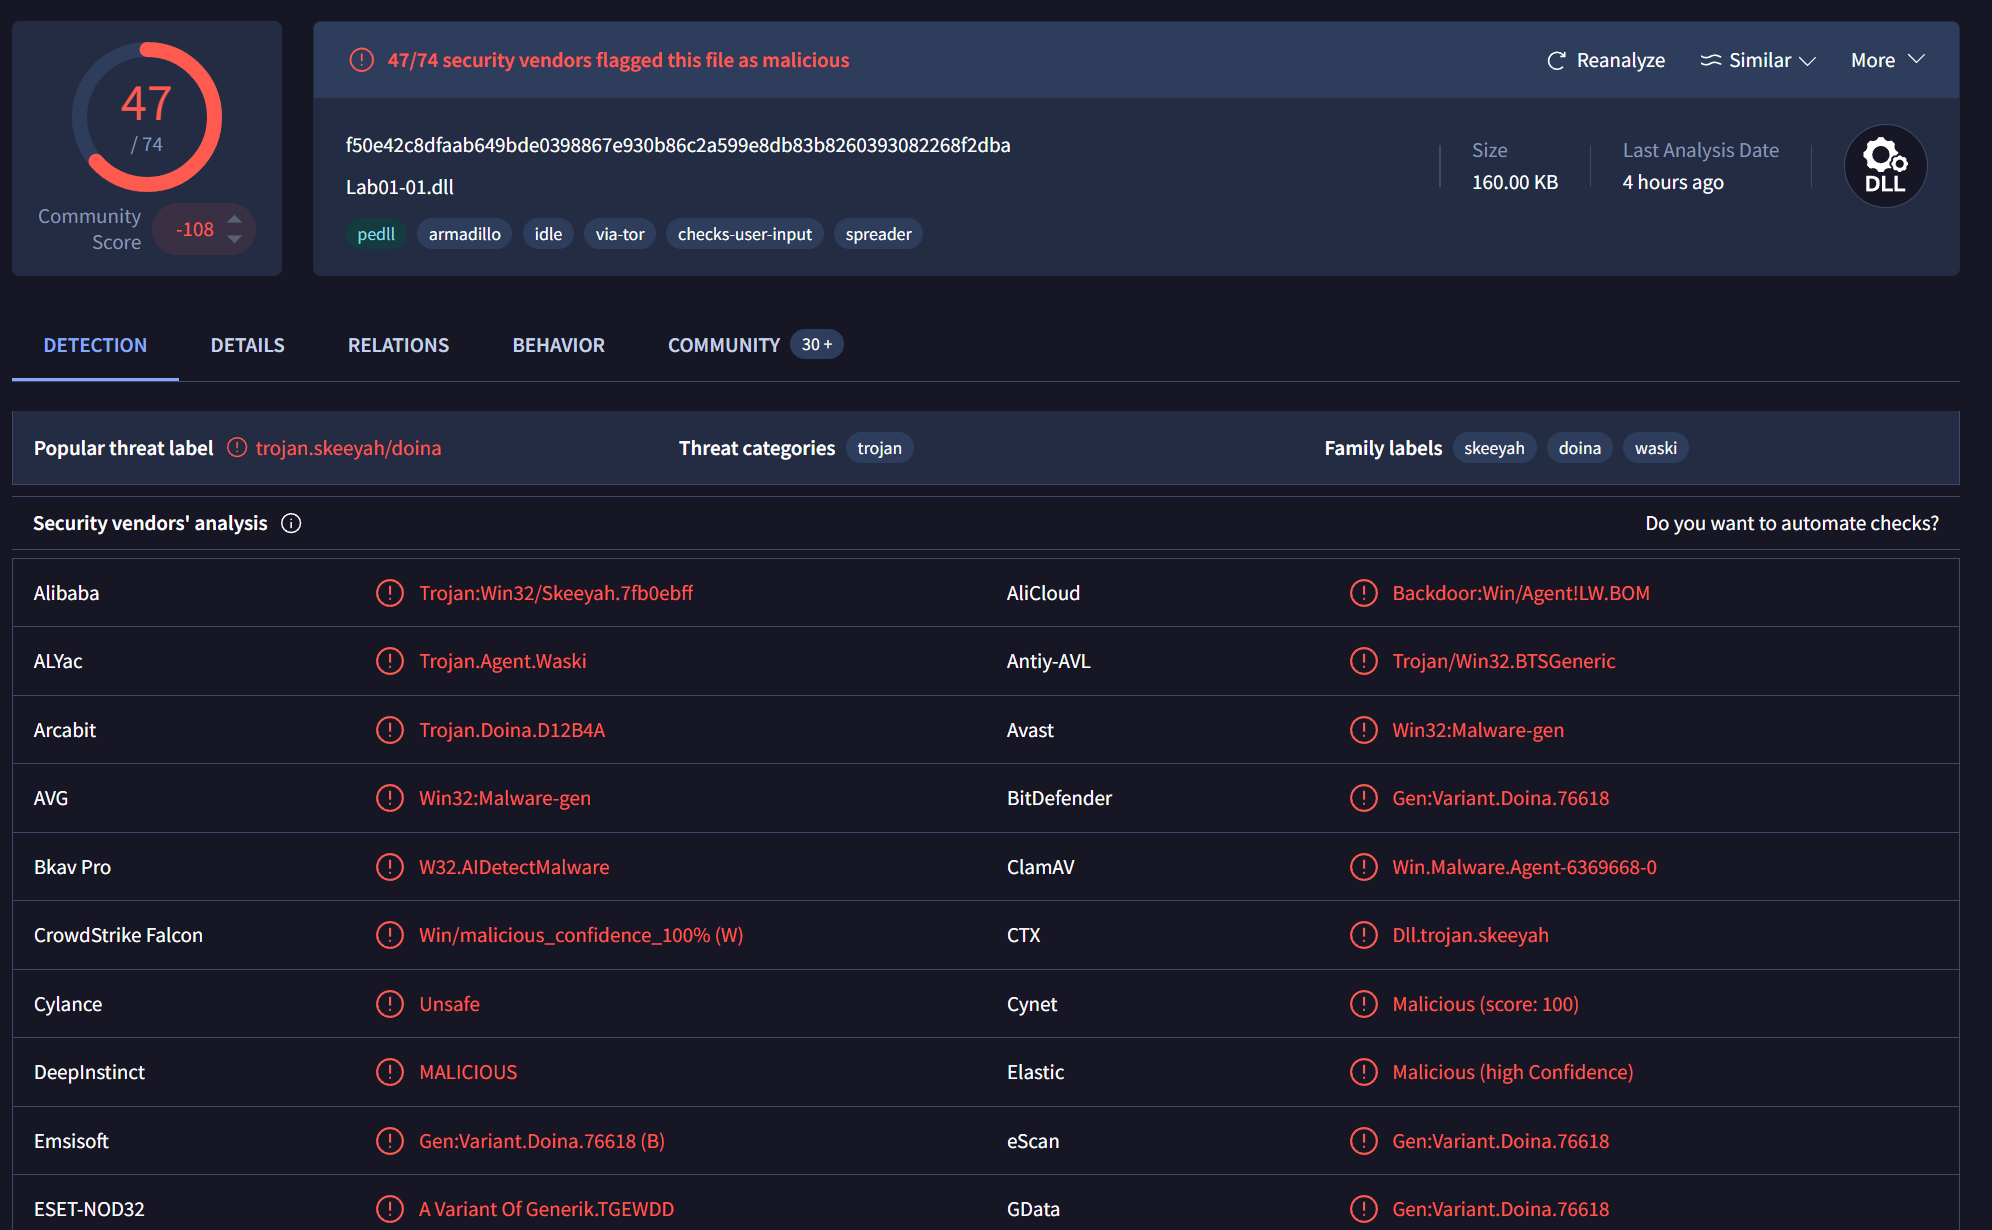 47
/ 74
Community
Score
-108
47/74 security vendors flagged this file as malicious
Reanalyze
Similar
More
f50e42c8dfaab649bde0398867e930b86c2a599e8db83b8260393082268f2dba
Lab01-01.dll
pedll armadillo idle via-tor checks-user-input spreader
Size
160.00 KB
Last Analysis Date
4 hours ago
DLL
DETECTION DETAILS RELATIONS BEHAVIOR COMMUNITY 30 +
Popular threat label trojan.skeeyah/doina Threat categories trojan Family labels skeeyah doina waski
Security vendors' analysis Do you want to automate checks?
Alibaba Trojan:Win32/Skeeyah.7fb0ebff AliCloud Backdoor:Win/Agent!LW.BOM
ALYac Trojan.Agent.Waski Antiy-AVL Trojan/Win32.BTSGeneric
Arcabit Trojan.Doina.D12B4A Avast Win32:Malware-gen
AVG Win32:Malware-gen BitDefender Gen:Variant.Doina.76618
Bkav Pro W32.AIDetectMalware ClamAV Win.Malware.Agent-6369668-0
CrowdStrike Falcon Win/malicious_confidence_100% (W) CTX Dll.trojan.skeeyah
Cylance Unsafe Cynet Malicious (score: 100)
DeepInstinct MALICIOUS Elastic Malicious (high Confidence)
Emsisoft Gen:Variant.Doina.76618 (B) eScan Gen:Variant.Doina.76618
ESET-NOD32 A Variant Of Generik.TGEWDD GData Gen:Variant.Doina.76618